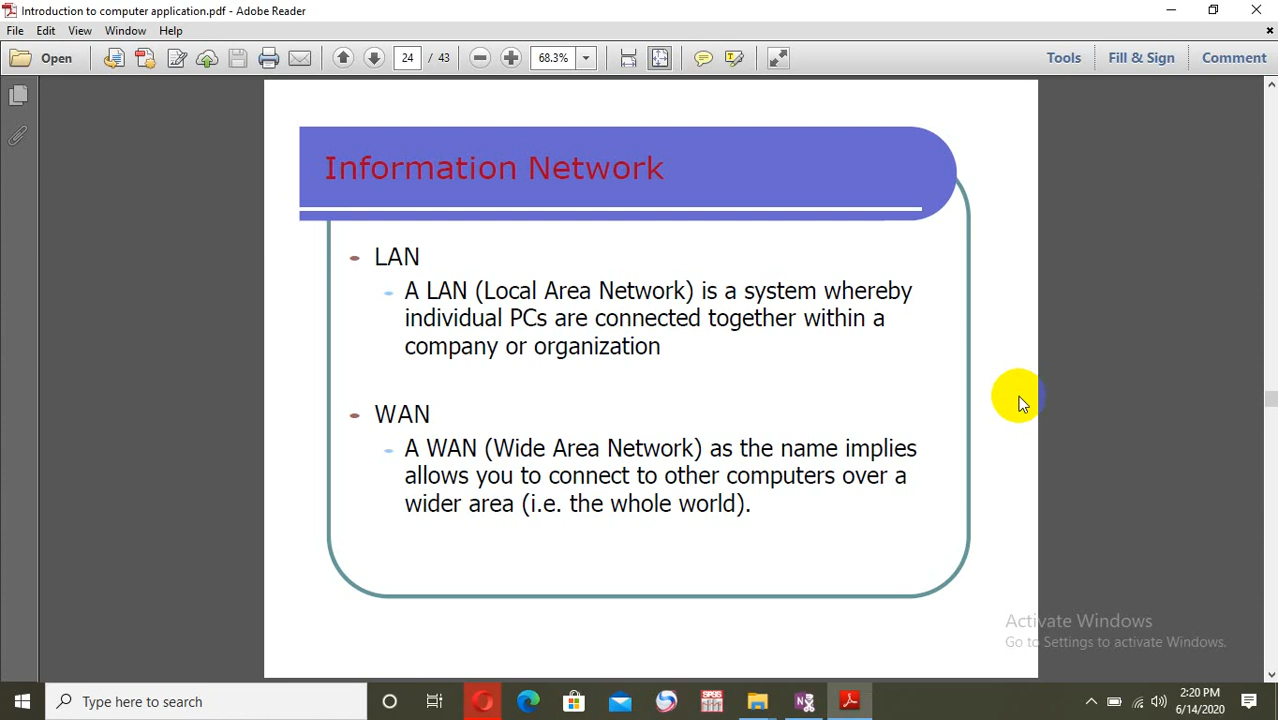 Introduction to computer application.pdf - Adobe Reader
File Edit View Window Help
Open 24 / 43 68.3% Tools Fill & Sign Comment
Information Network
LAN
A LAN (Local Area Network) is a system whereby
individual PCs are connected together within a
company or organization
WAN
A WAN (Wide Area Network) as the name implies
allows you to connect to other computers over a
wider area (i.e. the whole world).
Activate Windows
Go to Settings to activate Windows.
Type here to search
SPSS
2:20 PM
6/14/2020